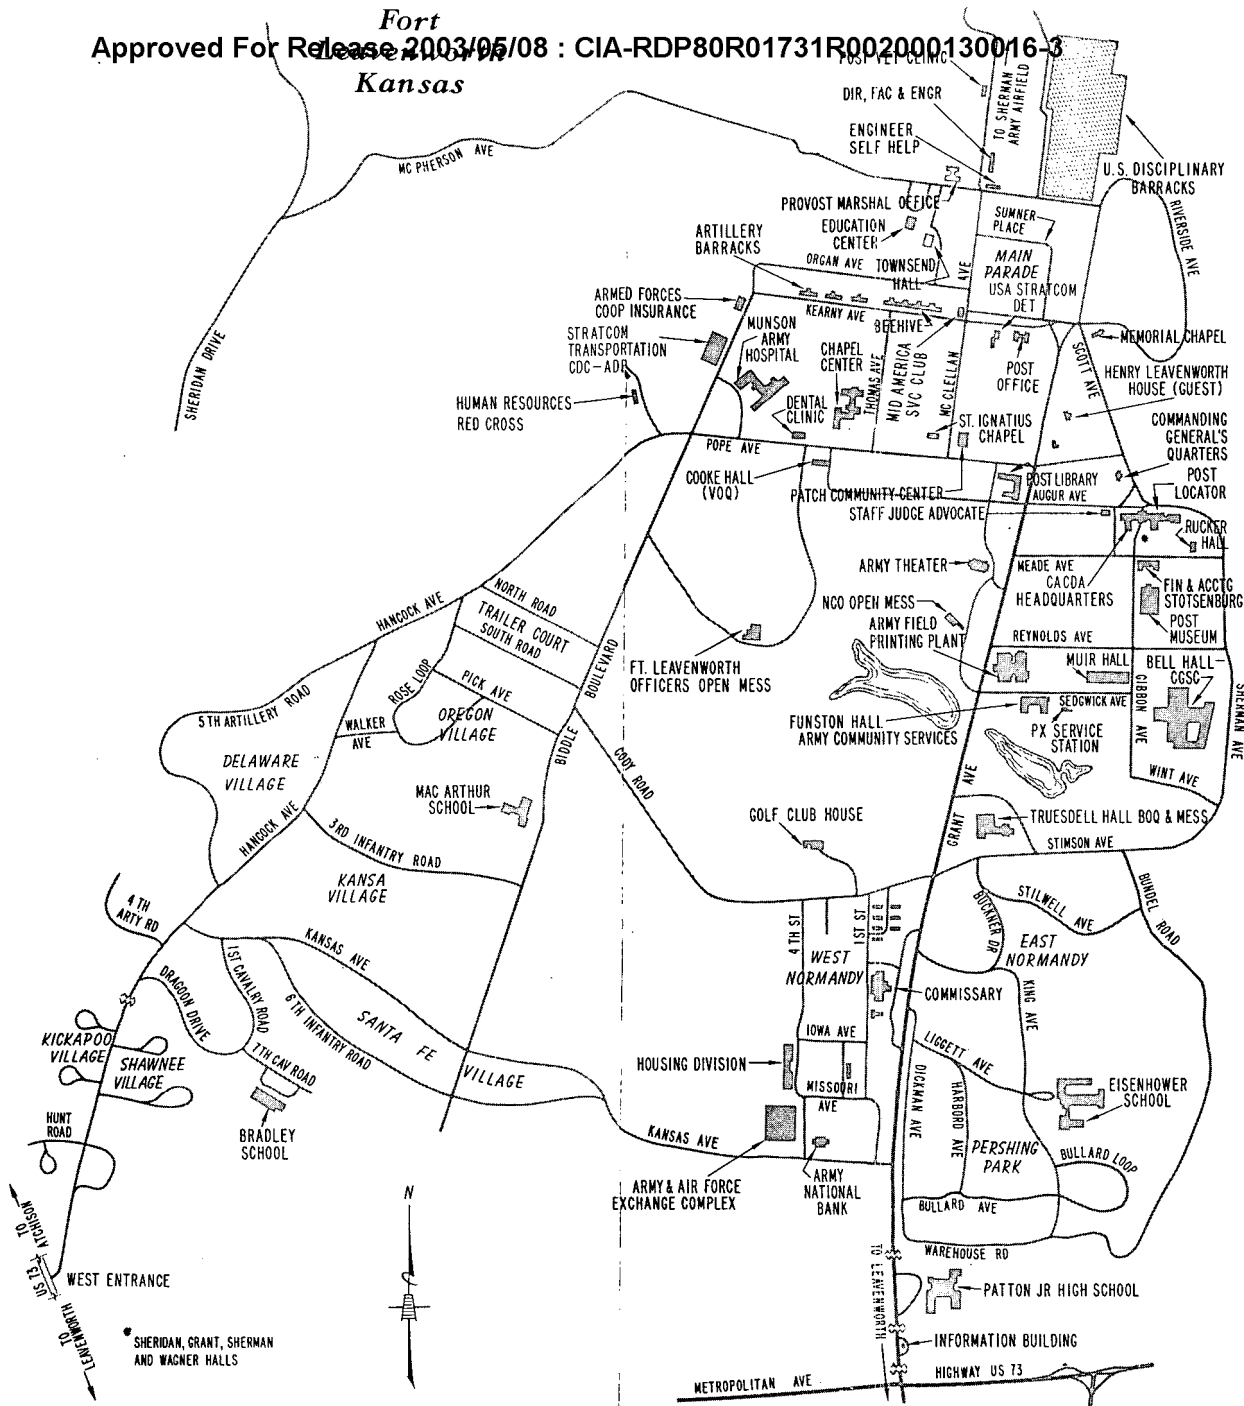 Fort
Leavenworth
Kansas
Approved For Release 2003/05/08 : CIA-RDP80R01731R002000130016-3
POST VET CLINIC
DIR, FAC & ENGR
TO SHERMAN
ARMY AIRFIELD
ENGINEER
SELF HELP
MC PHERSON AVE
U.S. DISCIPLINARY
BARRACKS
PROVOST MARSHAL OFFICE
RIVERSIDE AVE
SUMNER
PLACE
EDUCATION
CENTER
ARTILLERY
BARRACKS
ORGAN AVE
TOWNSEND
HALL
AVE
MAIN
PARADE
USA STRATCOM
DET
ARMED FORCES
COOP INSURANCE
KEARNY AVE
BEEHIVE
STRATCOM
TRANSPORTATION
CDC-ADP
MUNSON
ARMY
HOSPITAL
CHAPEL
CENTER
THOMAS AVE
MID AMERICA
SVC CLUB
MC CLELLAN
POST
OFFICE
SCOTT AVE
MEMORIAL CHAPEL
HENRY LEAVENWORTH
HOUSE (GUEST)
SHERIDAN DRIVE
HUMAN RESOURCES
RED CROSS
DENTAL
CLINIC
ST. IGNATIUS
CHAPEL
COMMANDING
GENERAL'S
QUARTERS
POPE AVE
COOKE HALL
(VOQ)
PATCH COMMUNITY CENTER
POST LIBRARY
AUGUR AVE
POST
LOCATOR
STAFF JUDGE ADVOCATE
RUCKER
HALL
ARMY THEATER
MEADE AVE
CACDA
HEADQUARTERS
FIN & ACCTG
STOTSENBURG
POST
MUSEUM
HANCOCK AVE
NORTH ROAD
TRAILER COURT
SOUTH ROAD
NCO OPEN MESS
ARMY FIELD
PRINTING PLANT
REYNOLDS AVE
BOULEVARD
FT. LEAVENWORTH
OFFICERS OPEN MESS
MUIR HALL
BELL HALL-
CGSC
ROSE LOOP
PICK AVE
5TH ARTILLERY ROAD
WALKER
AVE
OREGON
VILLAGE
FUNSTON HALL
ARMY COMMUNITY SERVICES
SEDGWICK AVE
GIBBON AVE
SHERMAN AVE
PX SERVICE
STATION
BIDDLE
CODY ROAD
DELAWARE
VILLAGE
WINT AVE
AVE
MAC ARTHUR
SCHOOL
GOLF CLUB HOUSE
GRANT
TRUESDELL HALL BOQ & MESS
HANCOCK AVE
3RD INFANTRY ROAD
STIMSON AVE
KANSA
VILLAGE
4TH
ARTY RD
BUCKNER DR
STILWELL AVE
BUNDEL ROAD
4TH ST
1ST ST
KANSAS AVE
WEST
NORMANDY
EAST
NORMANDY
DRAGOON DRIVE
1ST CAVALRY ROAD
6TH INFANTRY ROAD
COMMISSARY
KING AVE
SANTA FE
VILLAGE
IOWA AVE
KICKAPOO
VILLAGE
SHAWNEE
VILLAGE
7TH CAV ROAD
HOUSING DIVISION
LIGGETT AVE
MISSOURI
AVE
DICKMAN AVE
HARBORD AVE
EISENHOWER
SCHOOL
HUNT
ROAD
BRADLEY
SCHOOL
KANSAS AVE
PERSHING
PARK
BULLARD LOOP
ARMY & AIR FORCE
EXCHANGE COMPLEX
ARMY
NATIONAL
BANK
N
BULLARD AVE
TO
ATCHISON
US 73
WEST ENTRANCE
TO
LEAVENWORTH
TO LEAVENWORTH
WAREHOUSE RD
PATTON JR HIGH SCHOOL
SHERIDAN, GRANT, SHERMAN
AND WAGNER HALLS
INFORMATION BUILDING
METROPOLITAN AVE
HIGHWAY US 73